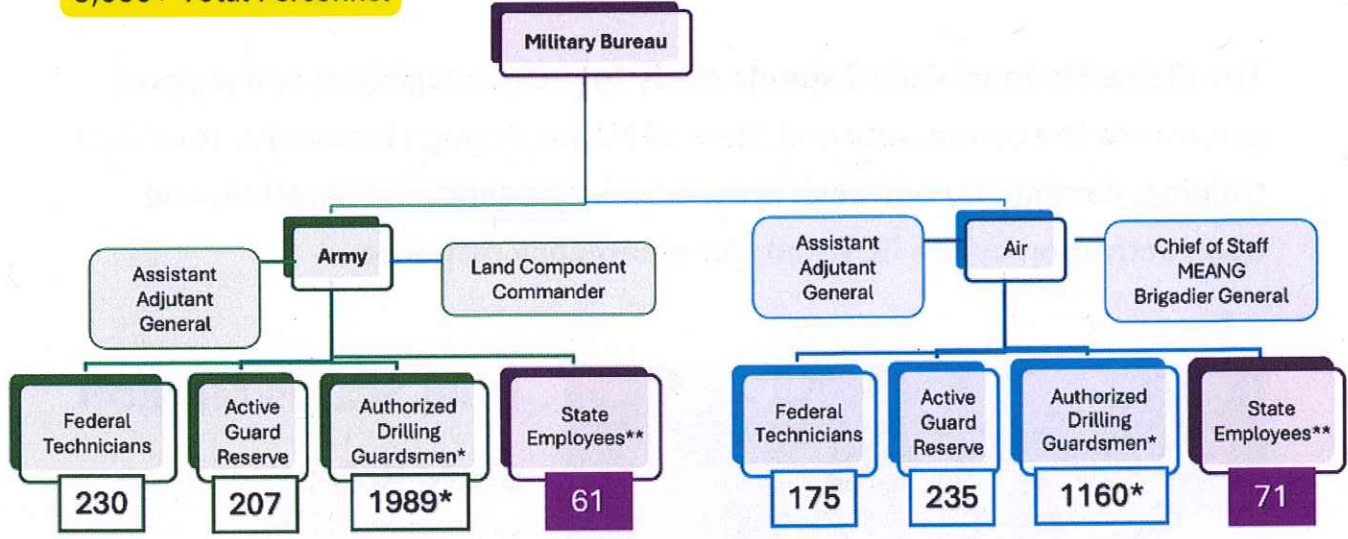 Total Personnel
Military Bureau
Assistant
Adjutant
General
Army
Land Component
Commander
Assistant
Adjutant
General
Air
Chief of Staff
MEANG
Brigadier General
Federal
Technicians
230
Active
Guard
Reserve
207
Authorized
Drilling
Guardsmen*
1989*
State
Employees**
61
Federal
Technicians
175
Active
Guard
Reserve
235
Authorized
Drilling
Guardsmen*
1160*
State
Employees**
71